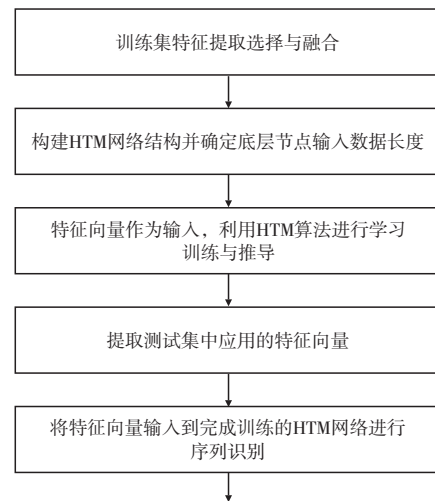 训练集特征提取选择与融合
构建HTM网络结构并确定底层节点输入数据长度
特征向量作为输入，利用HTM算法进行学习
训练与推导
提取测试集中应用的特征向量
将特征向量输入到完成训练的HTM网络进行
序列识别